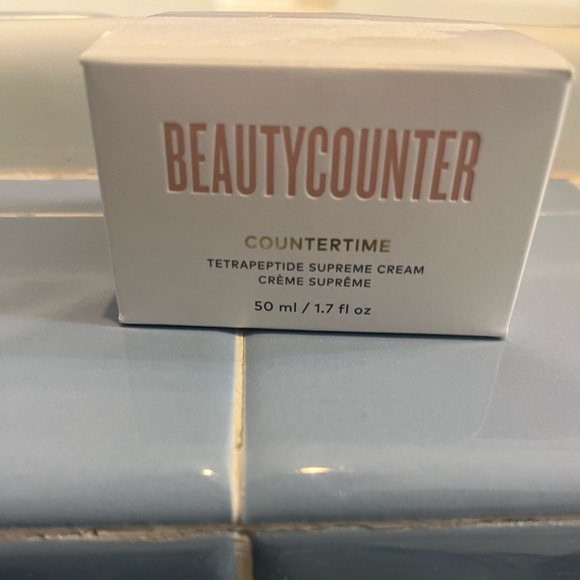 BEAUTYCOUNTER
COUNTERTIME
TETRAPEPTIDE SUPREME CREAM
CRÈME SUPRÊME
50 ml / 1.7 fl oz